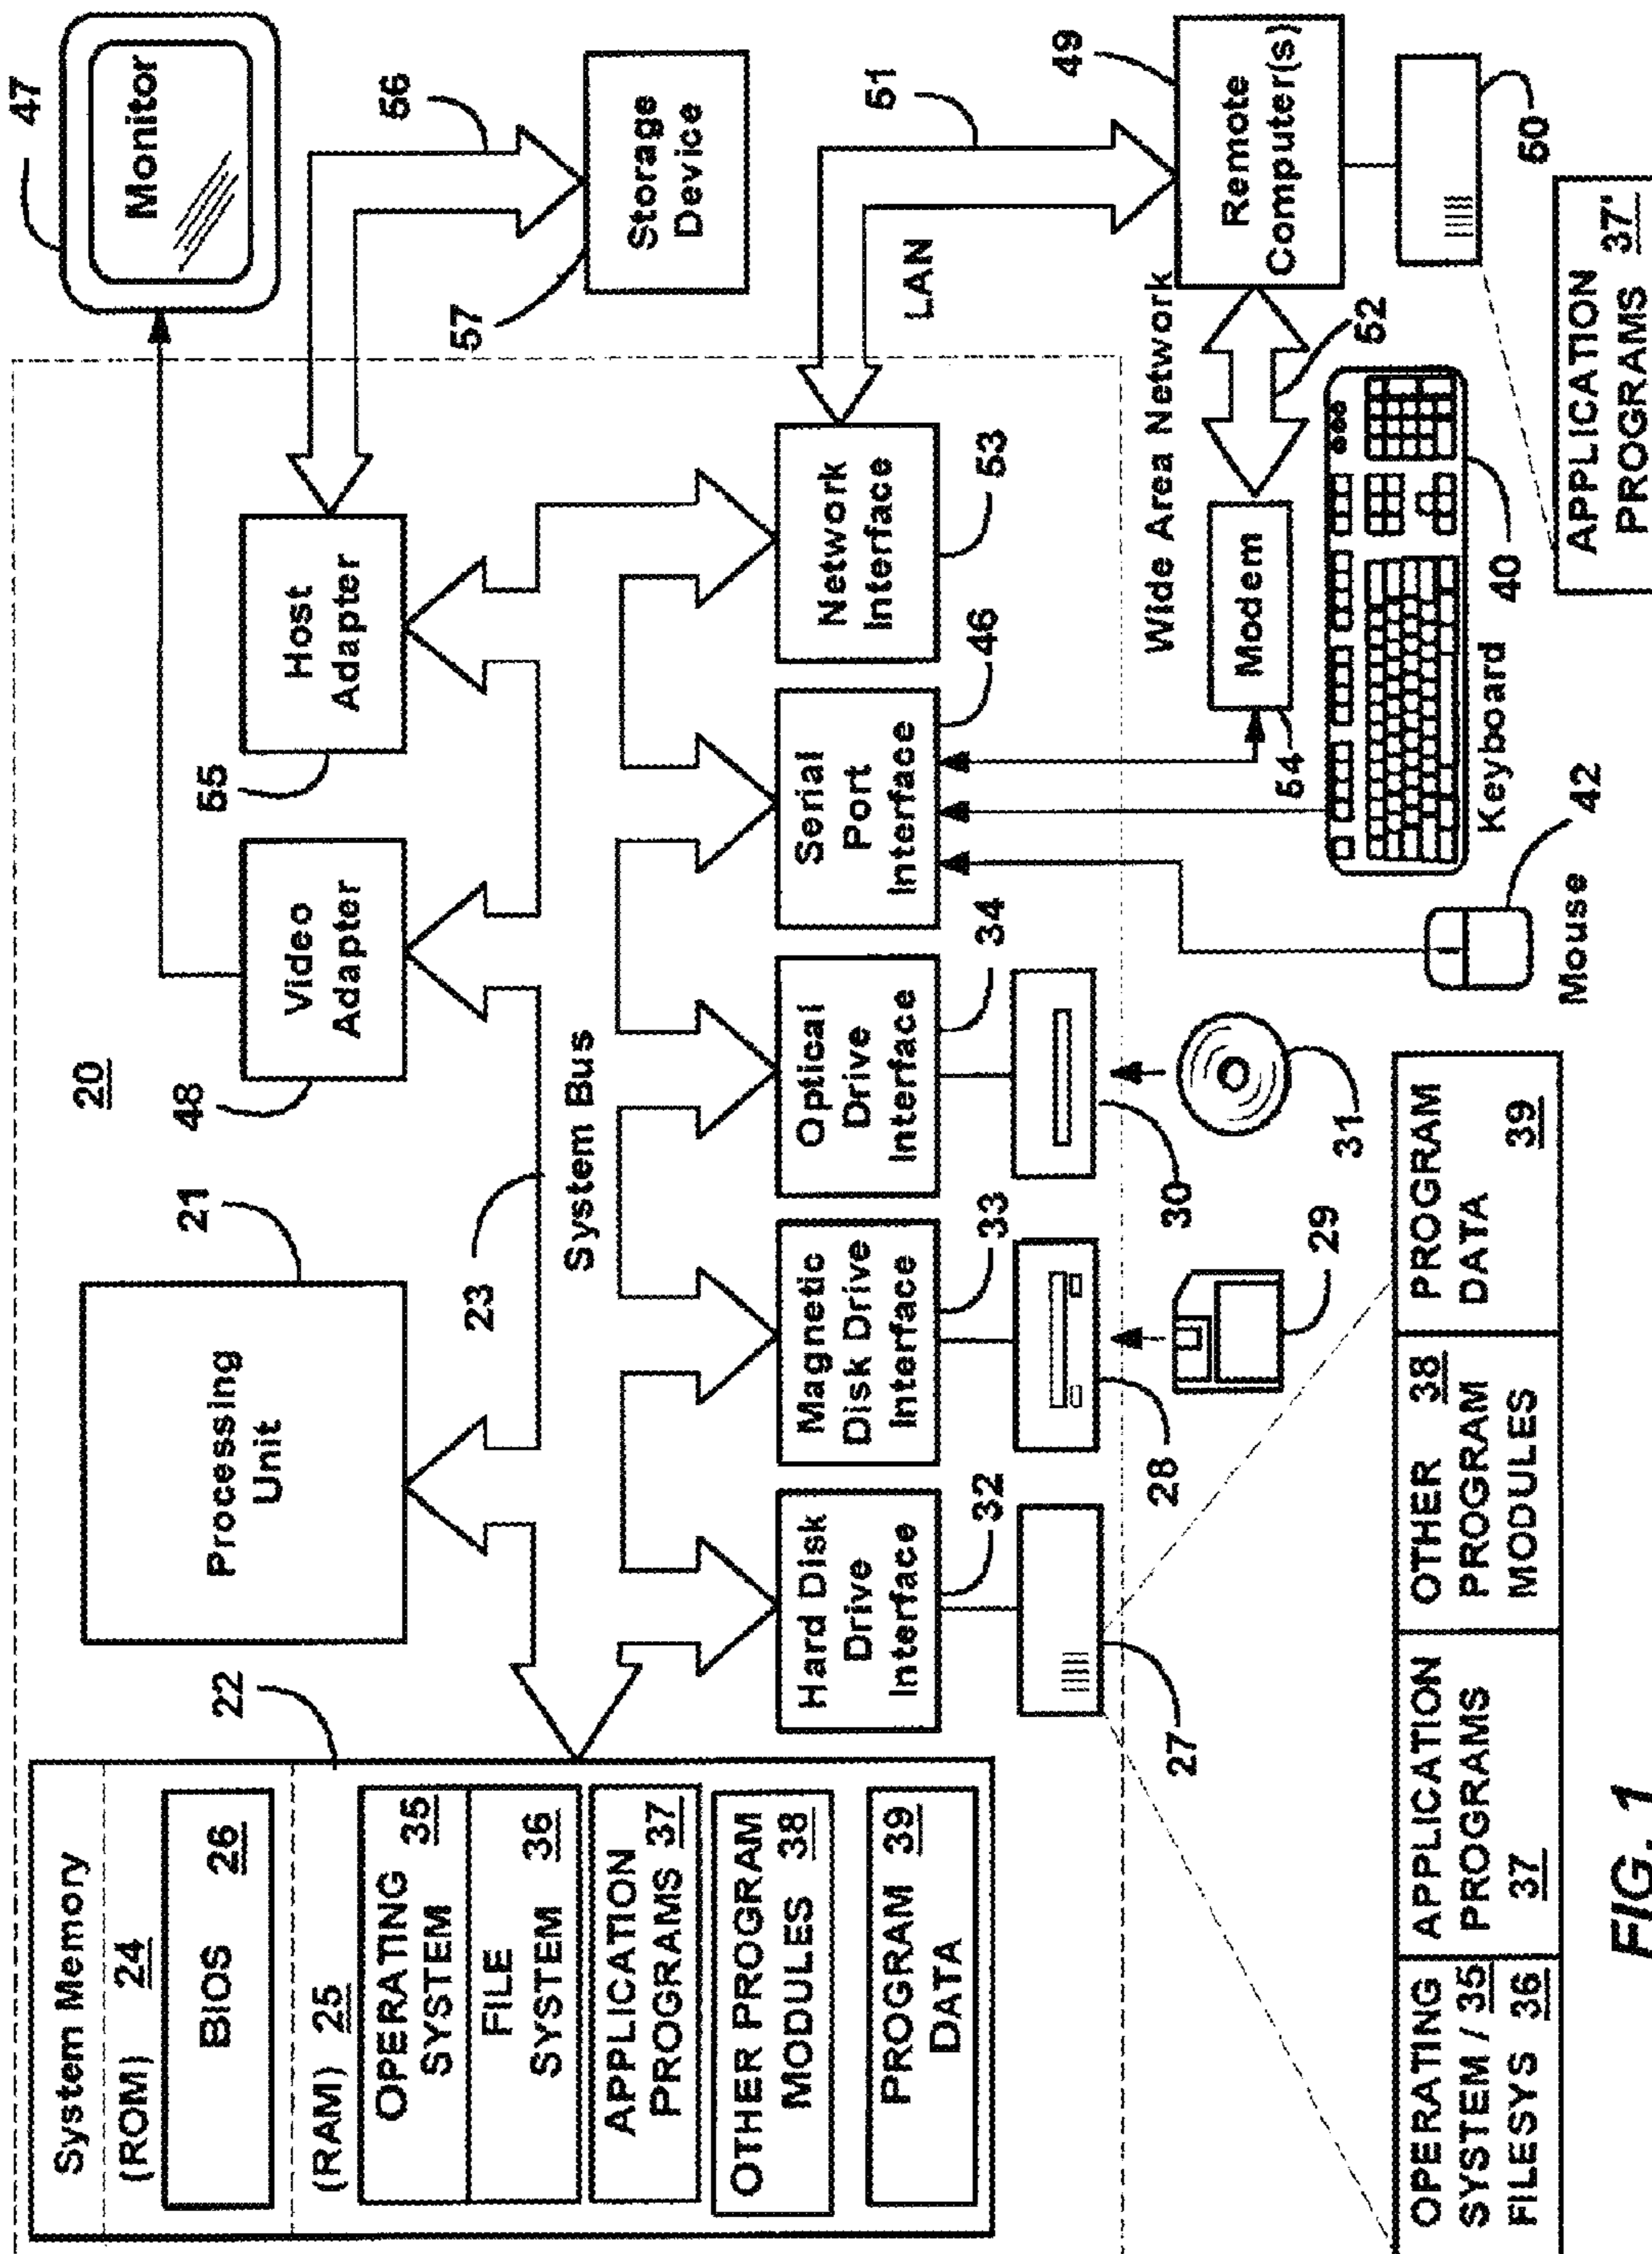 System Memory
(ROM) 24
BIOS 26
(RAM) 25
OPERATING
SYSTEM 35
FILE
SYSTEM 36
APPLICATION
PROGRAMS 37
OTHER PROGRAM
MODULES 38
PROGRAM 39
DATA
22
Processing
Unit
21
20
Video
Adapter
48
Host
Adapter
55
Monitor
47
56
Storage
Device
57
23
System Bus
Hard Disk
Drive
Interface
32
Magnetic
Disk Drive
Interface
33
Optical
Drive
Interface
34
Serial
Port
Interface
46
Network
Interface
53
LAN
51
27
28
29
30
31
Wide Area Network
Modem
54
52
Remote
Computer(s)
49
50
Keyboard
40
Mouse
42
APPLICATION
PROGRAMS 37'
OPERATING
SYSTEM / 35
FILESYS 36
APPLICATION
PROGRAMS
37
OTHER 38
PROGRAM
MODULES
PROGRAM
DATA
39
FIG. 1